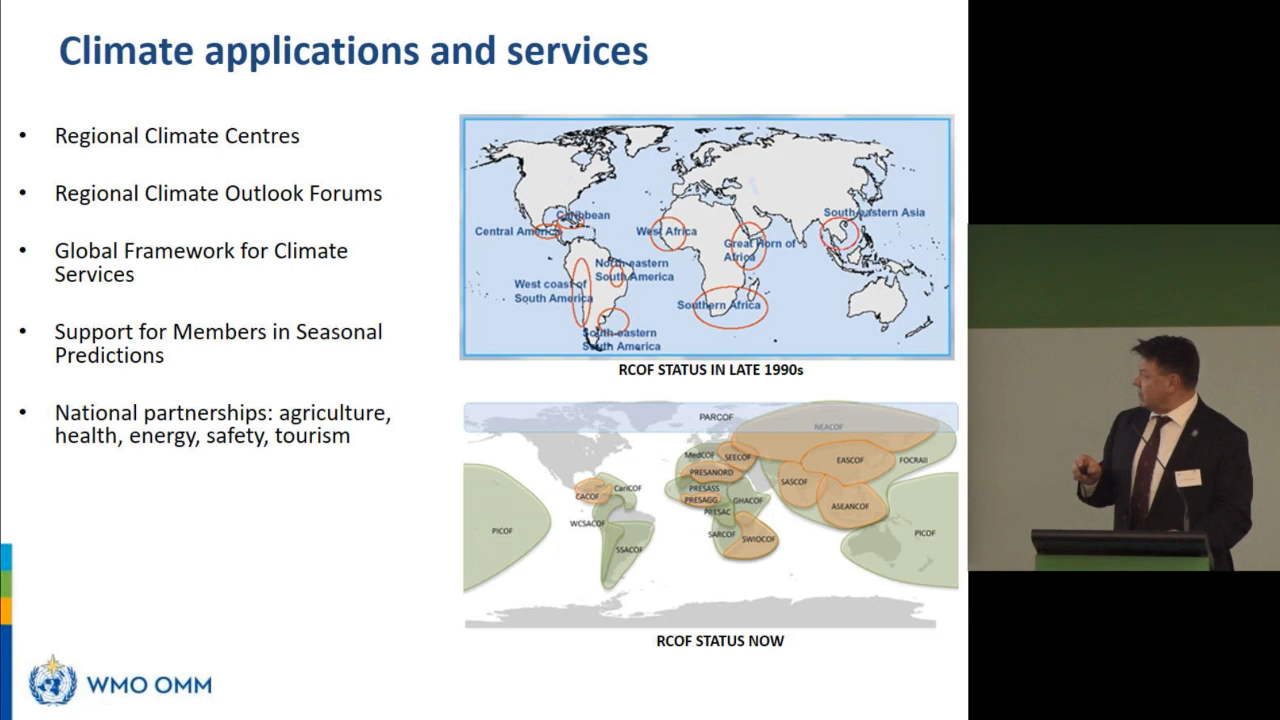 Climate applications and services
• Regional Climate Centres
• Regional Climate Outlook Forums
• Global Framework for Climate
Services
• Support for Members in Seasonal
Predictions
• National partnerships: agriculture,
health, energy, safety, tourism
Caribbean
Central America
West Africa
South-eastern Asia
Great Horn of
Africa
North-eastern
South America
West coast of
South America
Southern Africa
South-eastern
South America
RCOF STATUS IN LATE 1990s
PARCOF
NEACOF
MedCOF
SEECOF
EASCOF
FOCRAII
PRESANORD
SASCOF
CACOF
CariCOF
PRESASS
PRESAGG
GHACOF
PRESAC
ASEANCOF
WCSACOF
PICOF
SARCOF
SWIOCOF
PICOF
SSACOF
RCOF STATUS NOW
WMO OMM